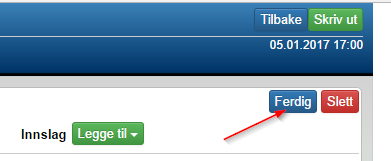 Tilbake Skriv ut
05.01.2017 17:00
Ferdig Slett
Innslag Legge til